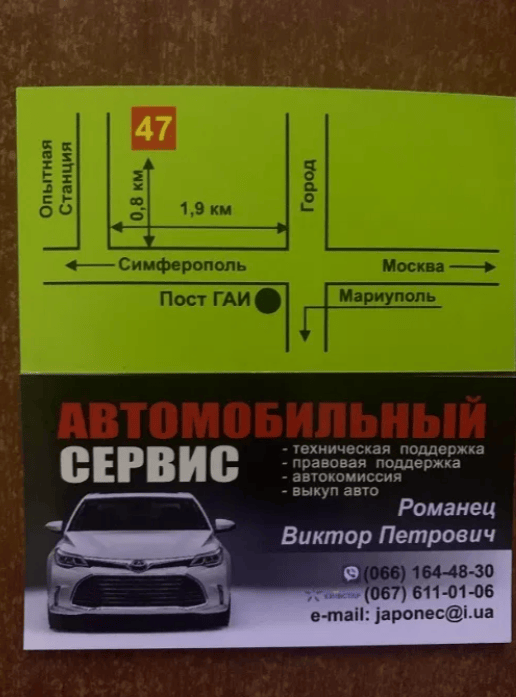 47
Опытная
Станция
0,8 км
1,9 км
Город
Симферополь
Москва
Пост ГАИ
Мариуполь
АВТОМОБИЛЬНЫЙ
СЕРВИС
- техническая поддержка
- правовая поддержка
- автокомиссия
- выкуп авто
Романец
Виктор Петрович
(066) 164-48-30
(067) 611-01-06
e-mail: japonec@i.ua